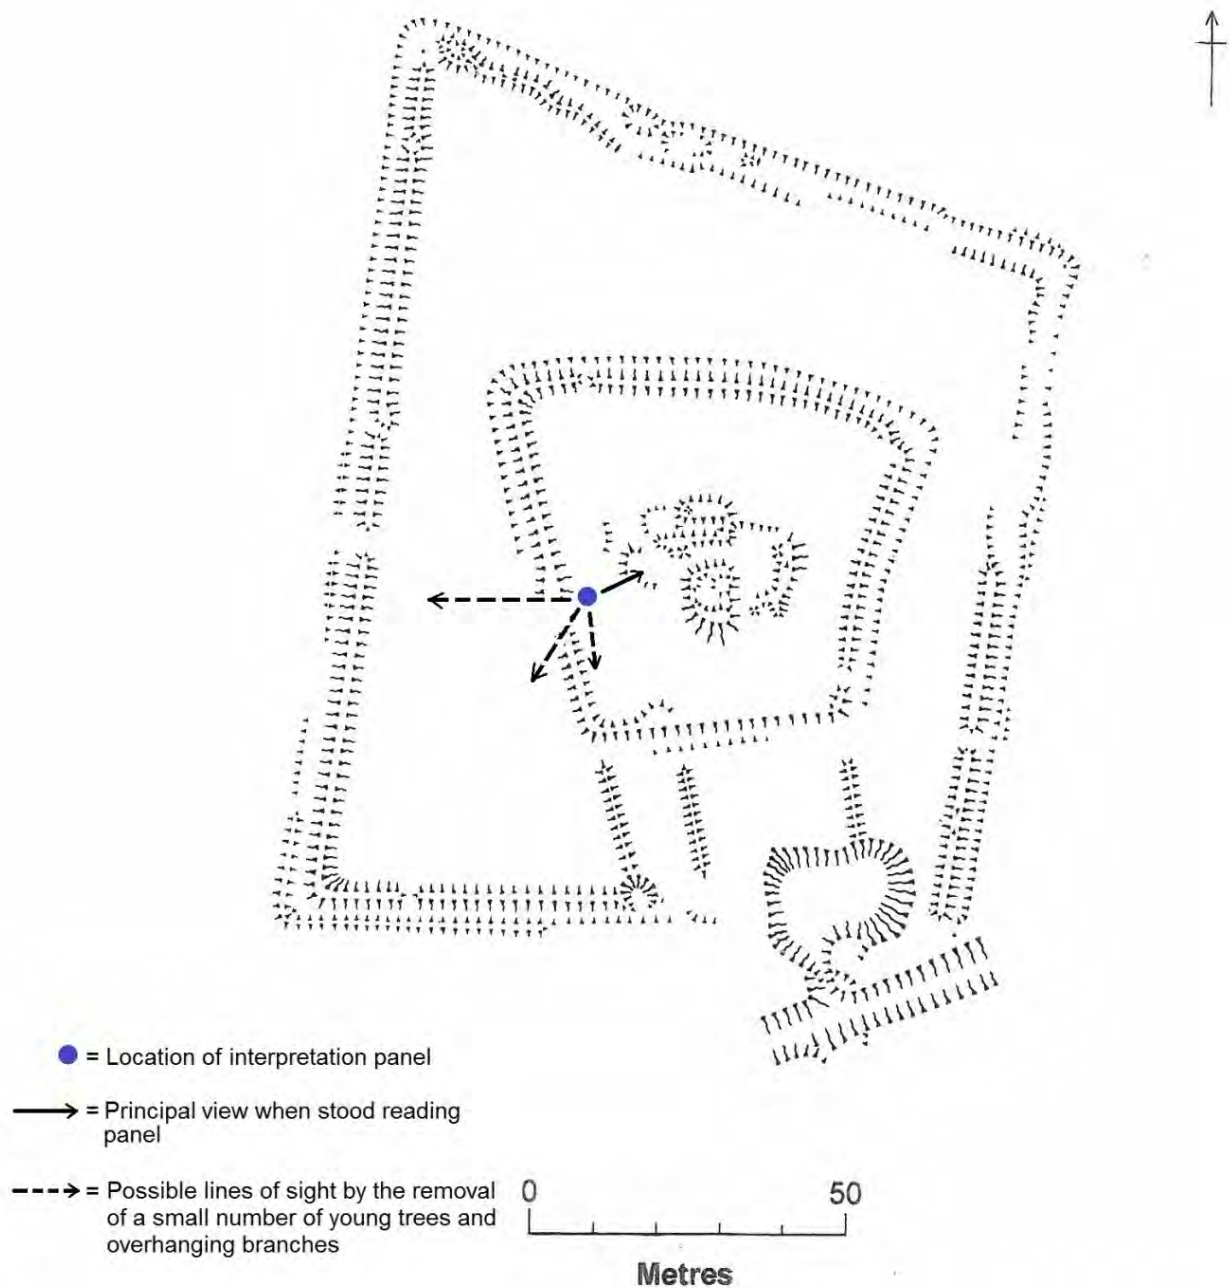 = Location of interpretation panel
= Principal view when stood reading
panel
= Possible lines of sight by the removal
of a small number of young trees and
overhanging branches
0 50
Metres